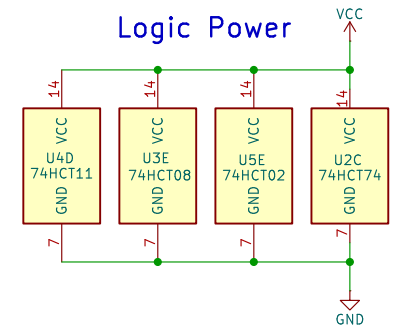 Logic Power
VCC
14 14 14 14
VCC VCC VCC VCC
U4D U3E U5E U2C
74HCT11 74HCT08 74HCT02 74HCT74
GND GND GND GND
7 7 7 7
GND